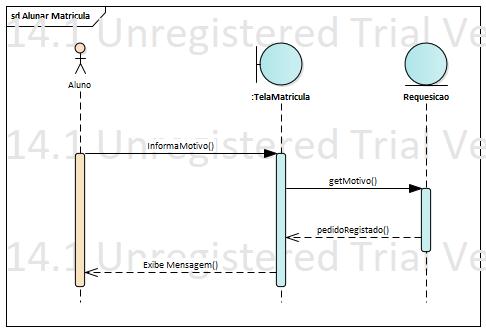 srl Alunar Matricula
14.1 Unregistered Trial Ve
Aluno
:TelaMatricula
Requesicao
14.1 Unregistered Trial Ve
InformaMotivo()
getMotivo()
pedidoRegistado()
14.1 Unregistered Trial Ve
Exibe Mensagem()